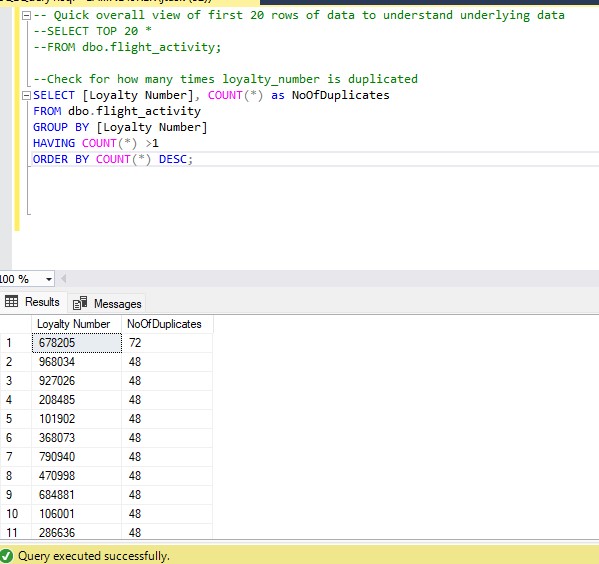 -- Quick overall view of first 20 rows of data to understand underlying data
--SELECT TOP 20 *
--FROM dbo.flight_activity;
--Check for how many times loyalty_number is duplicated
SELECT [Loyalty Number], COUNT(*) as NoOfDuplicates
FROM dbo.flight_activity
GROUP BY [Loyalty Number]
HAVING COUNT(*) >1
ORDER BY COUNT(*) DESC;
100 %
Results Messages
Loyalty Number NoOfDuplicates
1 678205 72
2 968034 48
3 927026 48
4 208485 48
5 101902 48
6 368073 48
7 790940 48
8 470998 48
9 684881 48
10 106001 48
11 286636 48
Query executed successfully.